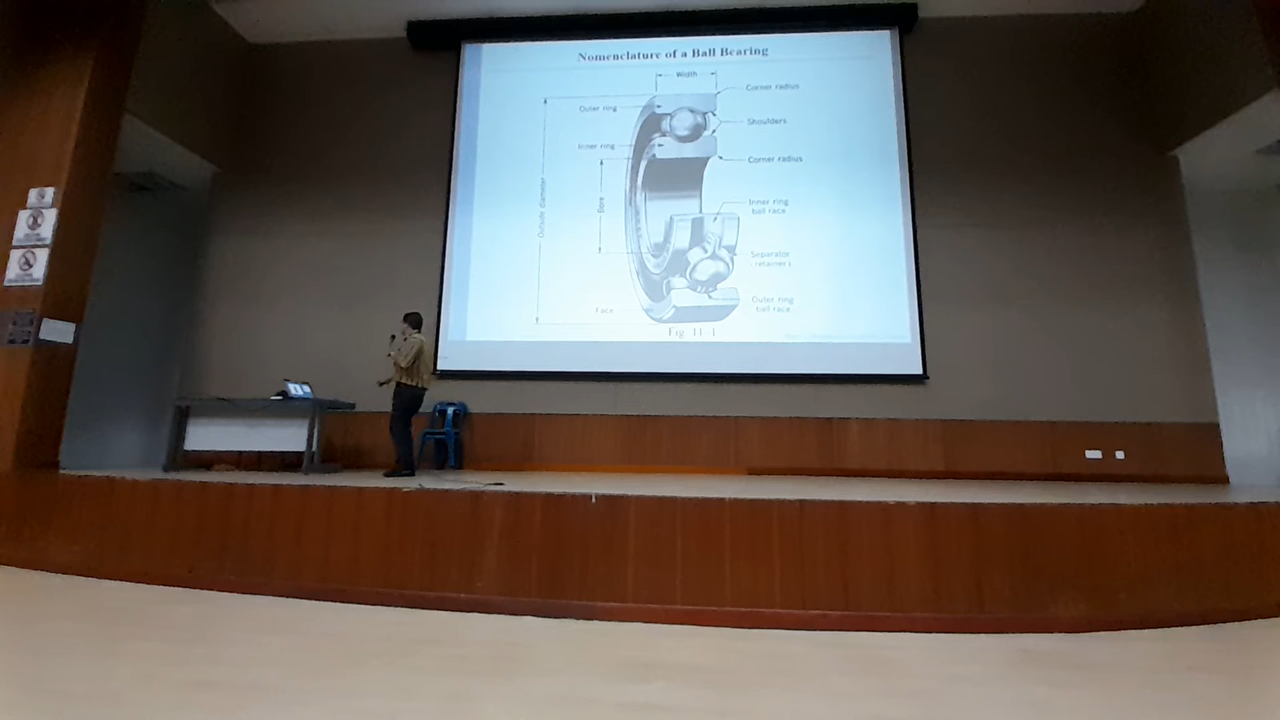 Nomenclature of a Ball Bearing
Width
Corner radius
Outer ring
Shoulders
Inner ring
Corner radius
Outside diameter
Bore
Inner ring
ball race
Separator
(retainer)
Outer ring
ball race
Face
Fig. 11-1